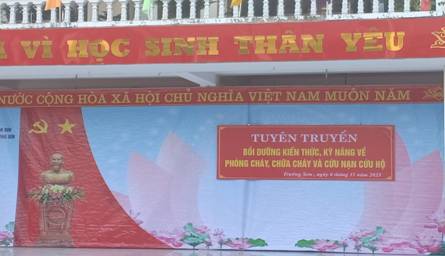 VÌ HỌC SINH THÂN YÊU
NƯỚC CỘNG HÒA XÃ HỘI CHỦ NGHĨA VIỆT NAM MUÔN NĂM
TUYÊN TRUYỀN
BỒI DƯỠNG KIẾN THỨC, KỸ NĂNG VỀ
PHÒNG CHÁY, CHỮA CHÁY VÀ CỨU NẠN CỨU HỘ
Trường Sơn, ngày 6 tháng 11 năm 2023